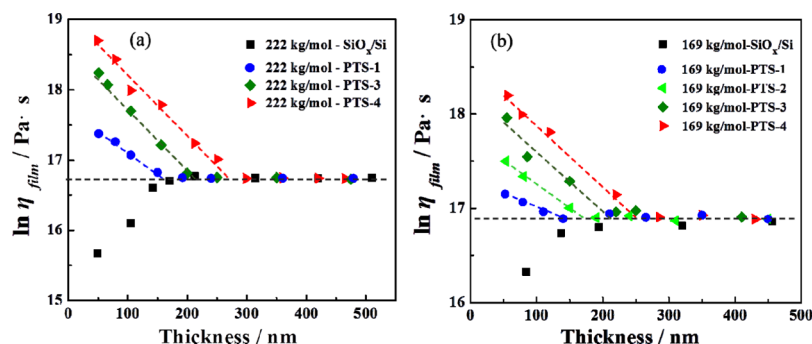 (a)
222 kg/mol - SiOx/Si
222 kg/mol - PTS-1
222 kg/mol - PTS-3
222 kg/mol - PTS-4
ln η film / Pa· s
19
18
17
16
15
0 100 200 300 400 500
Thickness / nm
(b)
169 kg/mol-SiOx/Si
169 kg/mol-PTS-1
169 kg/mol-PTS-2
169 kg/mol-PTS-3
169 kg/mol-PTS-4
ln η film / Pa· s
19
18
17
16
0 100 200 300 400 500
Thickness / nm